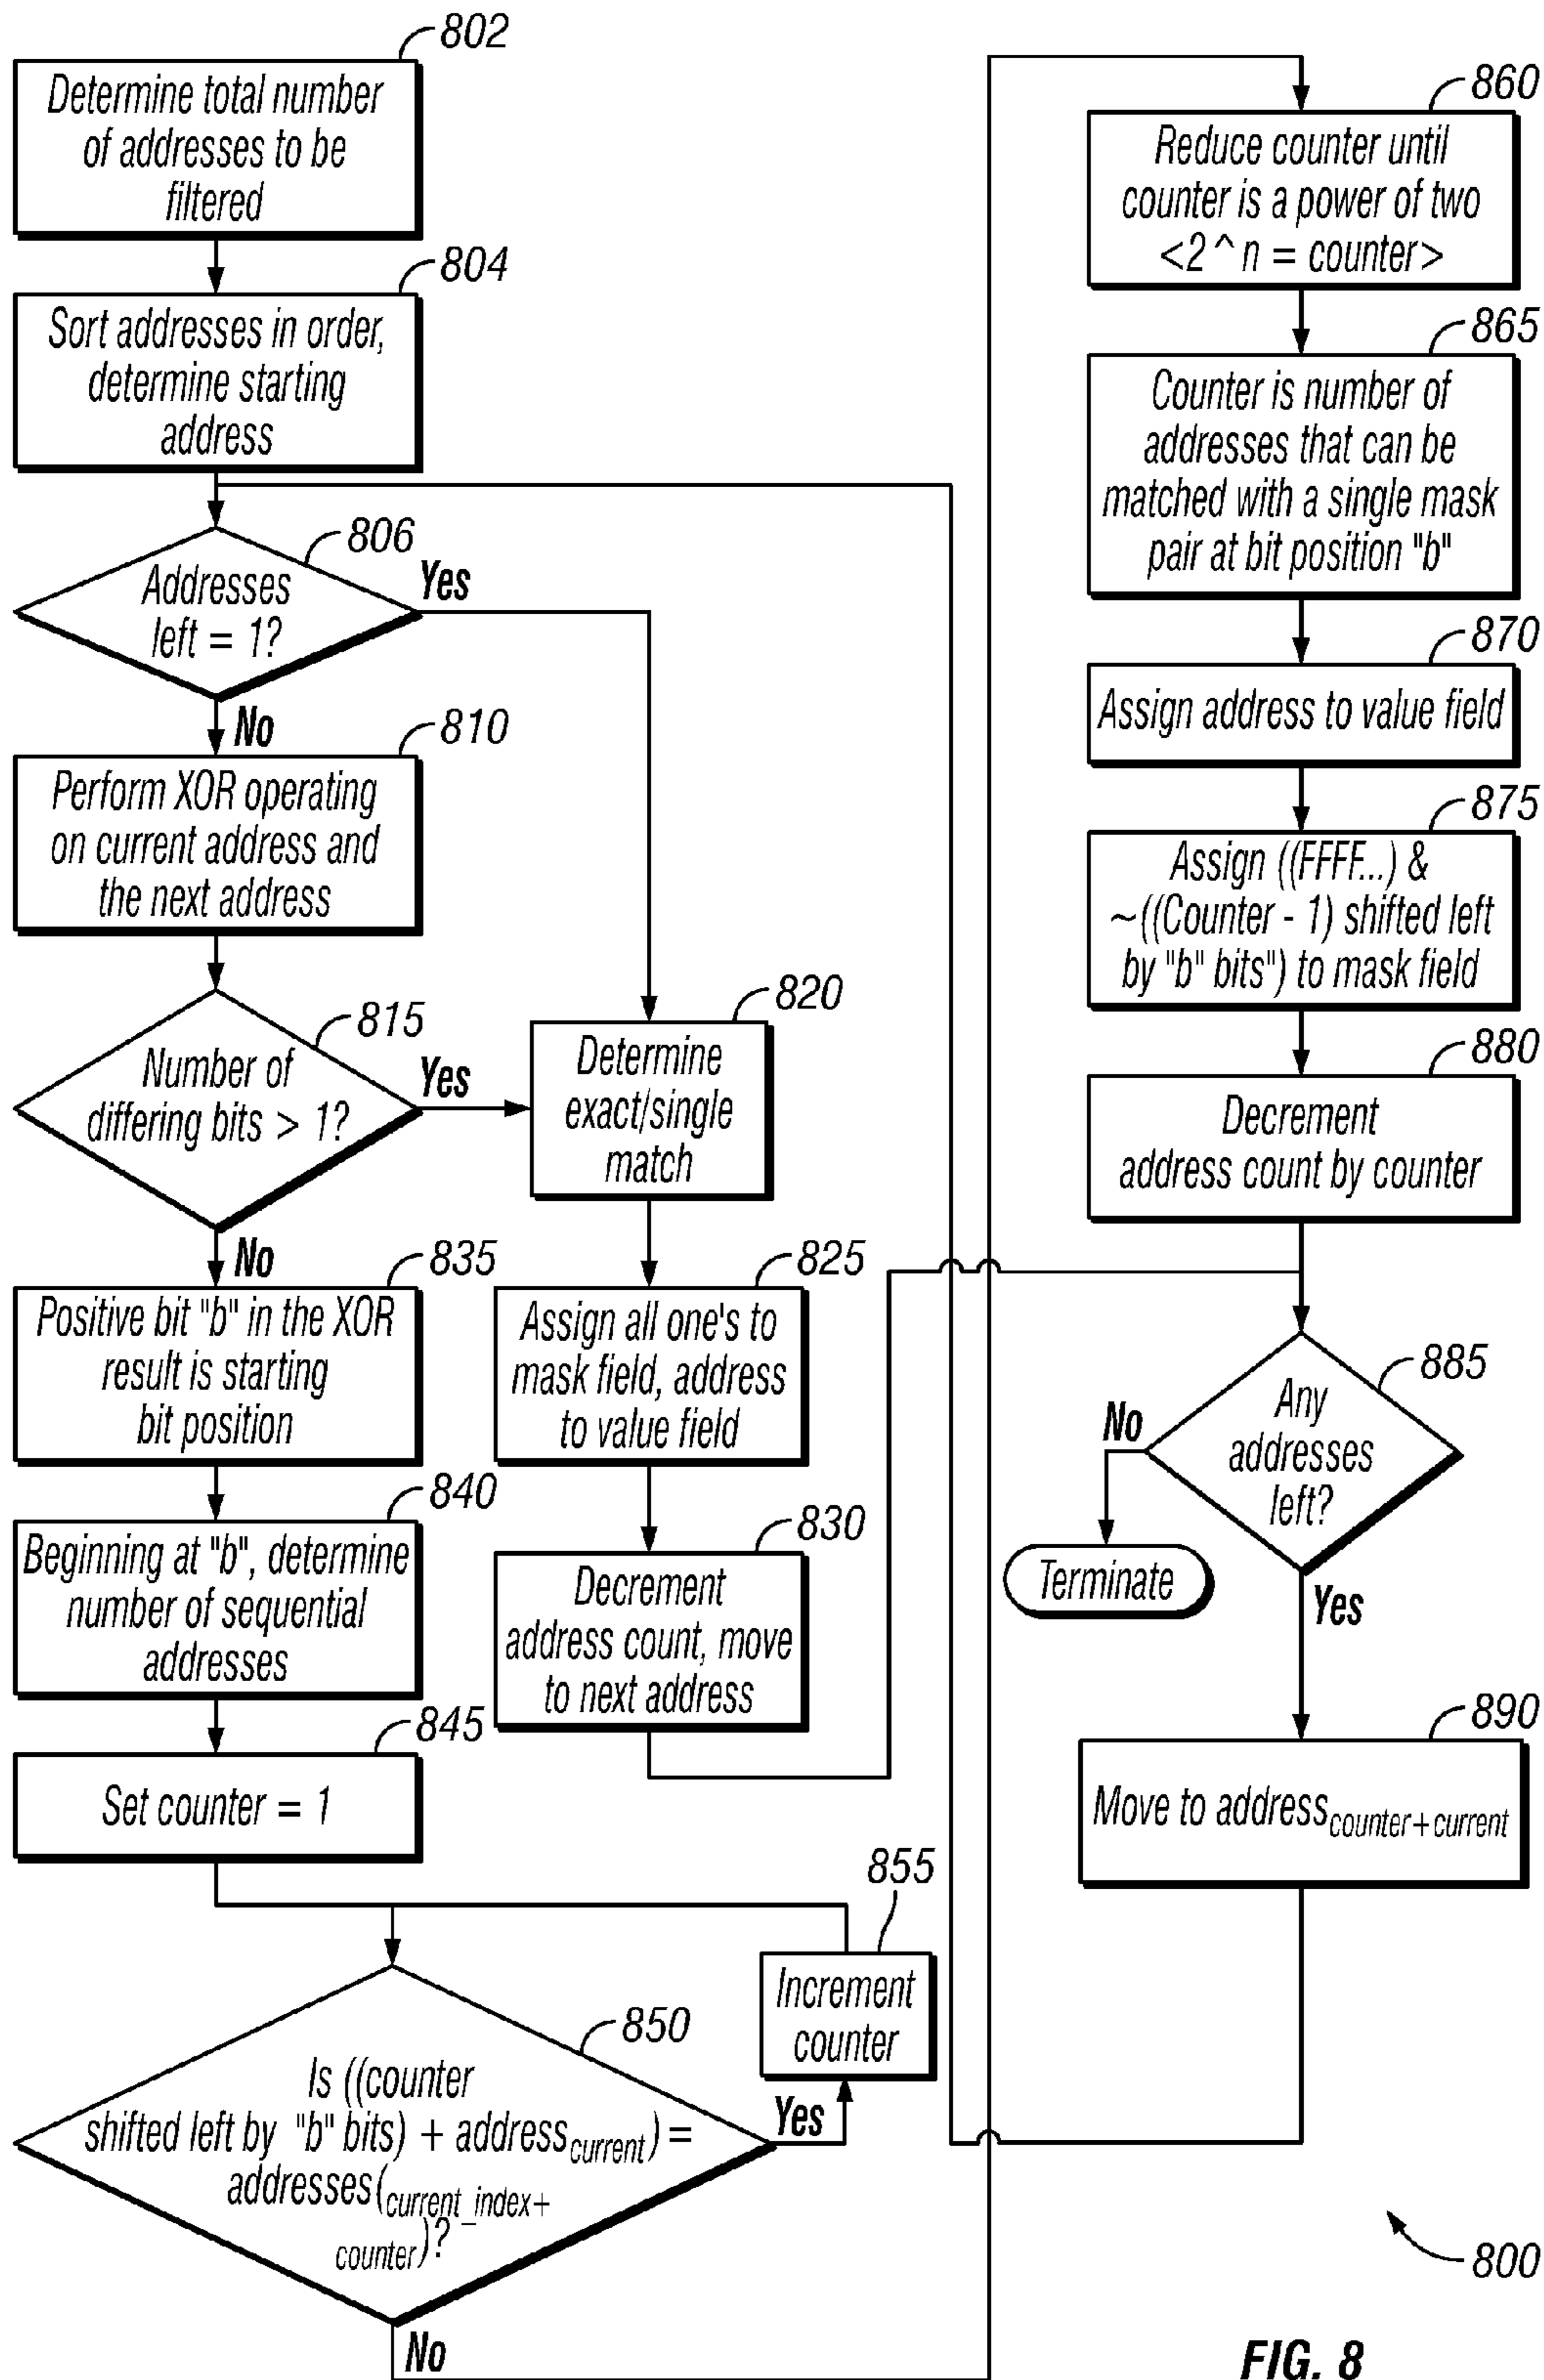 802
Determine total number
of addresses to be
filtered
804
Sort addresses in order,
determine starting
address
806
Addresses
left = 1?
Yes
No
810
Perform XOR operating
on current address and
the next address
815
Number of
differing bits > 1?
Yes
No
820
Determine
exact/single
match
825
Assign all one's to
mask field, address
to value field
830
Decrement
address count, move
to next address
835
Positive bit "b" in the XOR
result is starting
bit position
840
Beginning at "b", determine
number of sequential
addresses
845
Set counter = 1
850
Is ((counter
shifted left by "b" bits) + address current) =
addresses(current_index+
counter)?
Yes
No
855
Increment
counter
860
Reduce counter until
counter is a power of two
<2 ^ n = counter>
865
Counter is number of
addresses that can be
matched with a single mask
pair at bit position "b"
870
Assign address to value field
875
Assign ((FFFF...) &
~((Counter - 1) shifted left
by "b" bits") to mask field
880
Decrement
address count by counter
885
Any
addresses
left?
No
Terminate
Yes
890
Move to address counter+current
800
FIG. 8